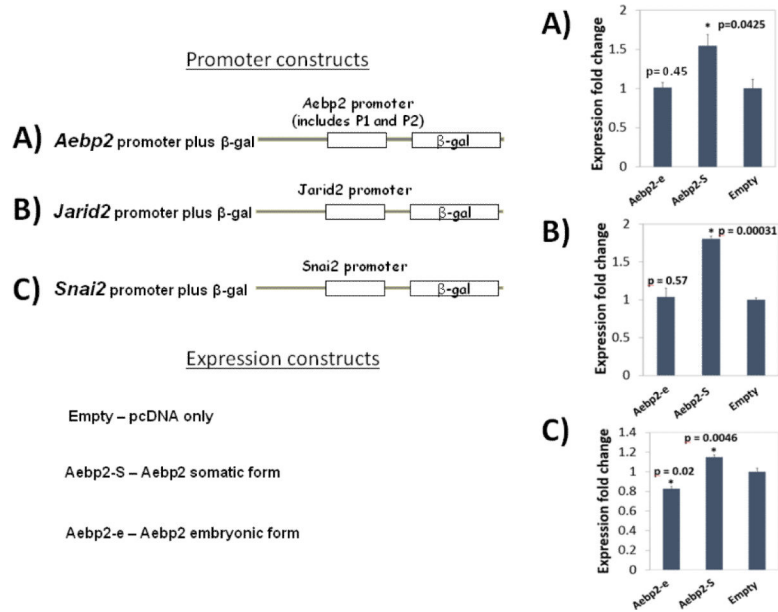 Promoter constructs
A) Aebp2 promoter plus β-gal
Aebp2 promoter
(includes P1 and P2)
β-gal
B) Jarid2 promoter plus β-gal
Jarid2 promoter
β-gal
C) Snai2 promoter plus β-gal
Snai2 promoter
β-gal
Expression constructs
Empty – pcDNA only
Aebp2-S – Aebp2 somatic form
Aebp2-e – Aebp2 embryonic form
A)
Expression fold change
2
1.5
1
0.5
0
p= 0.45
* p=0.0425
Aebp2-e
Aebp2-S
Empty
B)
Expression fold change
2
1.5
1
0.5
0
p = 0.57
* p = 0.00031
Aebp2-e
Aebp2-S
Empty
C)
Expression fold change
1.4
1.2
1
0.8
0.6
0.4
0.2
0
p = 0.02
*
p = 0.0046
*
Aebp2-e
Aebp2-S
Empty